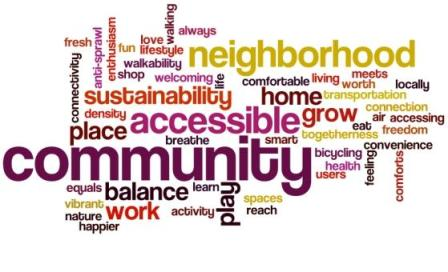 walking
always
love
enthusiasm
fresh
anti-sprawl
fun
lifestyle
neighborhood
connectivity
walkability
shop
welcoming
life
comfortable
living
meets
worth
locally
sustainability
home
transportation
density
accessible
grow
connection
air
accessing
place
eat
freedom
togetherness
breathe
smart
convenience
community
bicycling
feeling
health
users
comforts
equals
balance
learn
play
spaces
vibrant
nature
work
activity
reach
happier